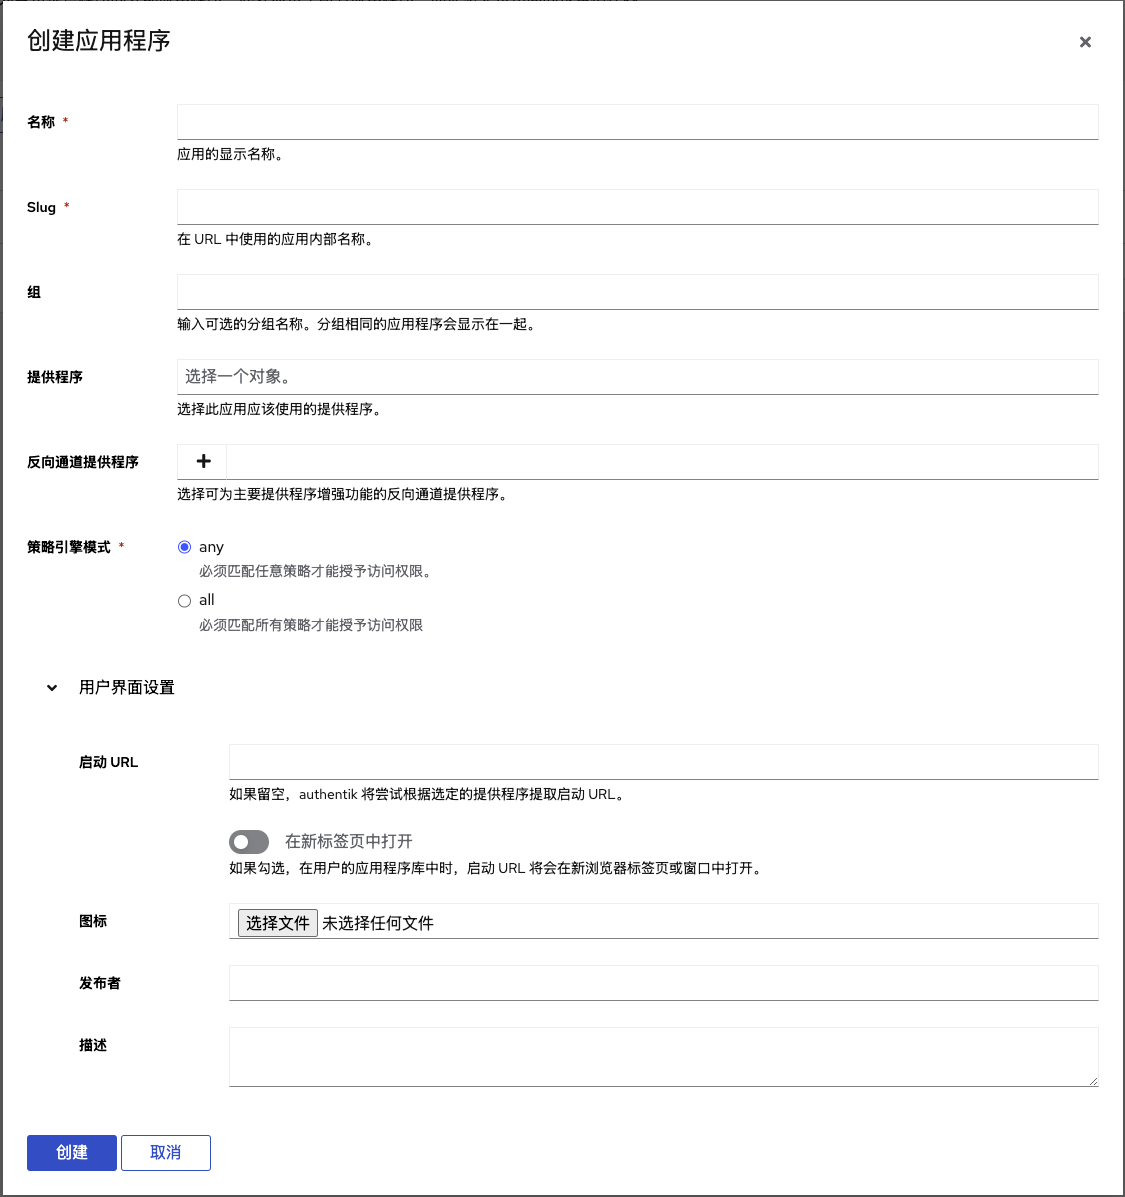 创建应用程序
名称 *
应用的显示名称。
Slug *
在 URL 中使用的应用内部名称。
组
输入可选的分组名称。分组相同的应用程序会显示在一起。
提供程序
选择一个对象。
选择此应用应该使用的提供程序。
反向通道提供程序
选择可为主要提供程序增强功能的反向通道提供程序。
策略引擎模式 *
any
必须匹配任意策略才能授予访问权限。
all
必须匹配所有策略才能授予访问权限
用户界面设置
启动 URL
如果留空，authentik 将尝试根据选定的提供程序提取启动 URL。
在新标签页中打开
如果勾选，在用户的应用程序库中时，启动 URL 将会在新浏览器标签页或窗口中打开。
图标
选择文件 未选择任何文件
发布者
描述
创建 取消